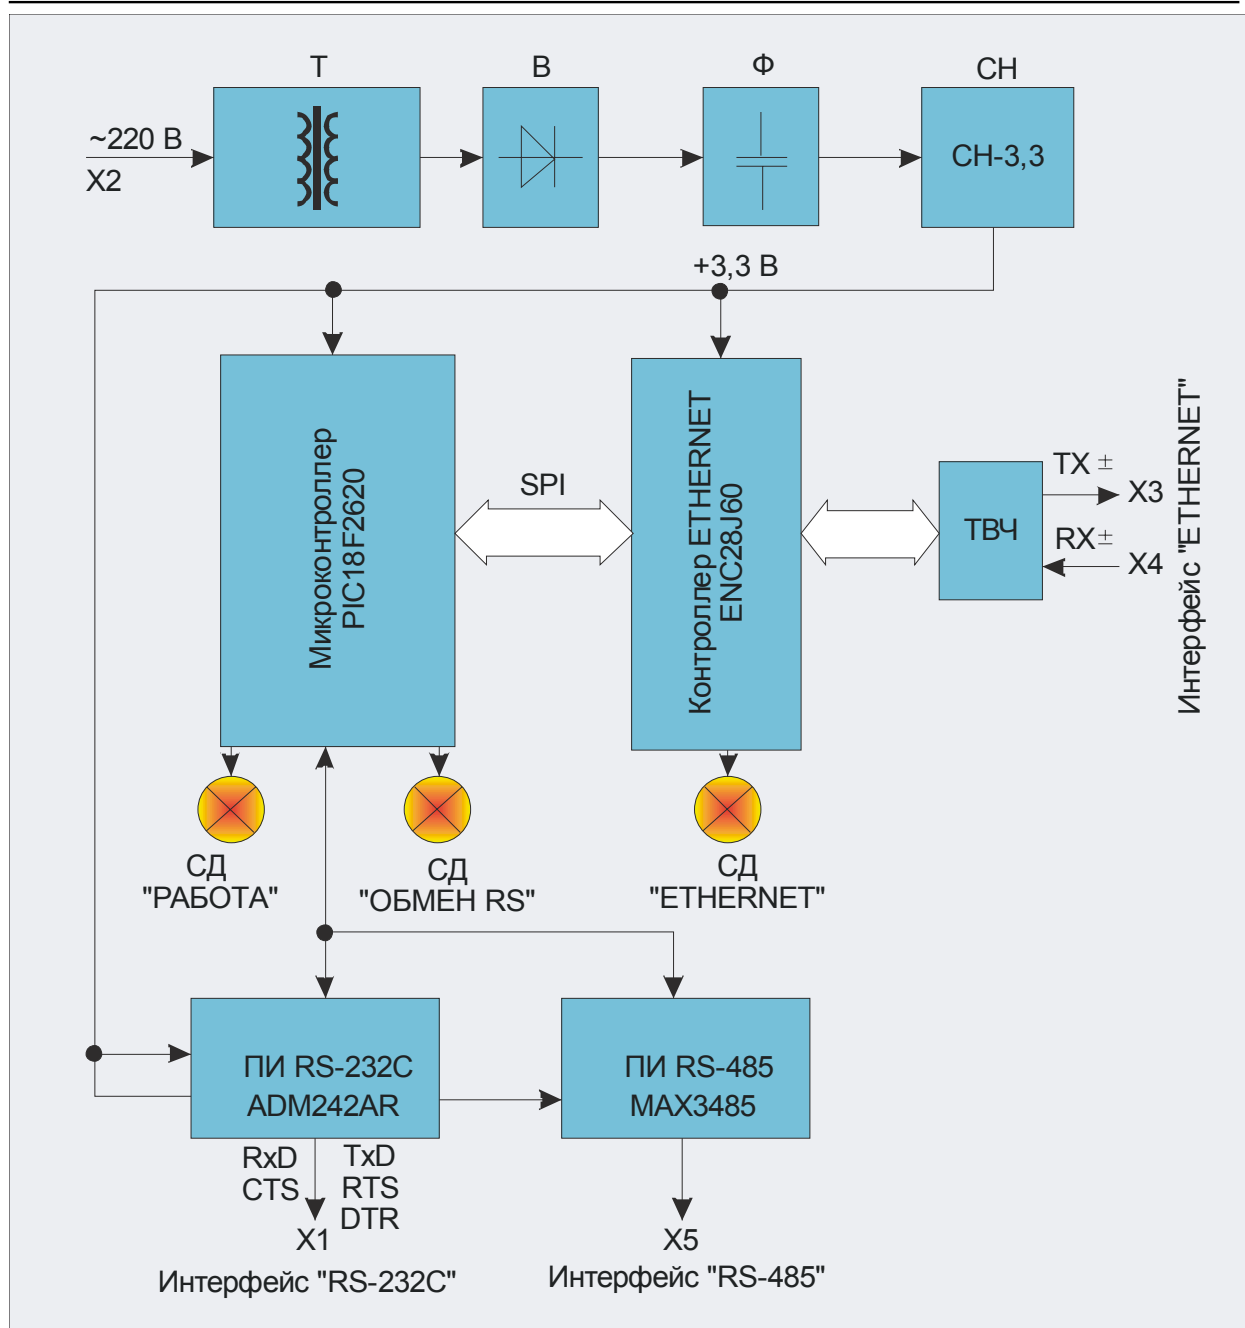 Т
В
Ф
СН
~220 В
X2
СН-3,3
+3,3 В
Микроконтроллер
PIC18F2620
SPI
Контроллер ETHERNET
ENC28J60
ТВЧ
TX ±
X3
RX±
X4
Интерфейс "ETHERNET"
СД
"РАБОТА"
СД
"ОБМЕН RS"
СД
"ETHERNET"
ПИ RS-232C
ADM242AR
ПИ RS-485
MAX3485
RxD
CTS
TxD
RTS
DTR
X1
Интерфейс "RS-232C"
X5
Интерфейс "RS-485"